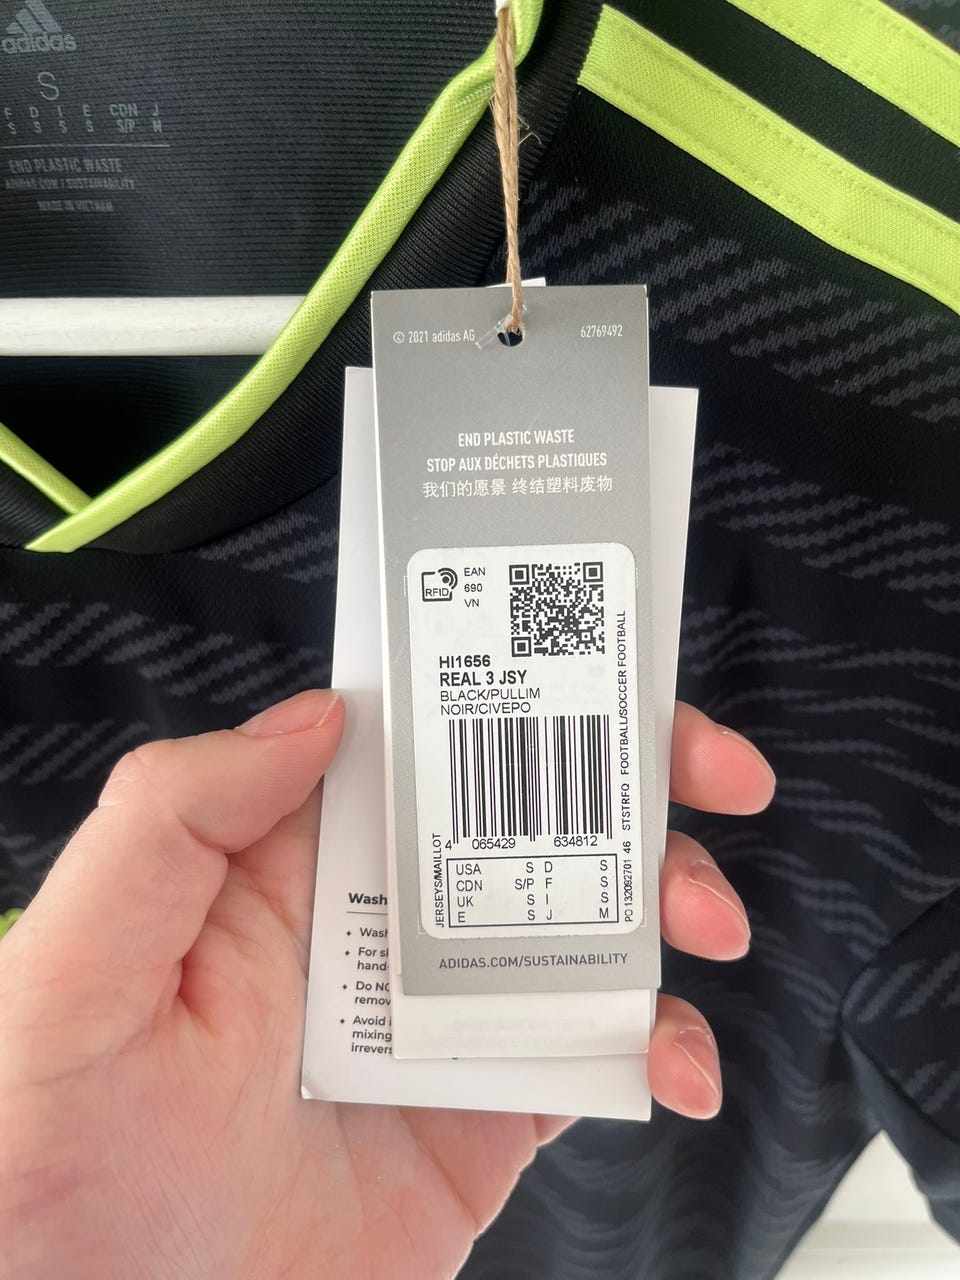 adidas
S
F D I E CDN J
S S S S S/P M
END PLASTIC WASTE
ADIDAS.COM / SUSTAINABILITY
MADE IN VIETNAM
© 2021 adidas AG
62769492
END PLASTIC WASTE
STOP AUX DÉCHETS PLASTIQUES
我们的愿景 终结塑料废物
RFID
EAN
690
VN
HI1656
REAL 3 JSY
BLACK/PULLIM
NOIR/CIVEPO
4 065429 634812
USA S D S
CDN S/P F S
UK S I S
E S J M
JERSEYS/MAILLOT
PO 132092701 46 STSTRFQ FOOTBALL/SOCCER FOOTBALL
ADIDAS.COM/SUSTAINABILITY
Wash
• Wash
• For
hand-
• Do
remov
• Avoid
mixing
irrevers